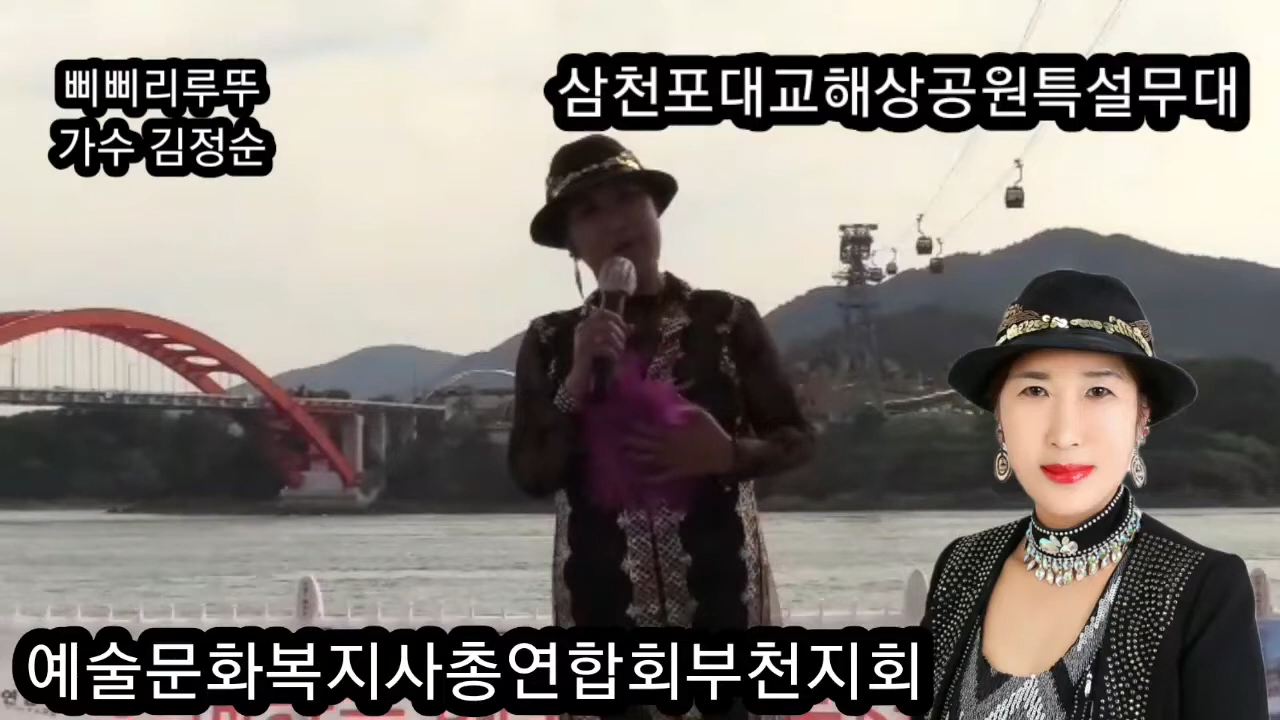 삐삐리루뚜
가수 김정순
삼천포대교해상공원특설무대
예술문화복지사총연합회부천지회